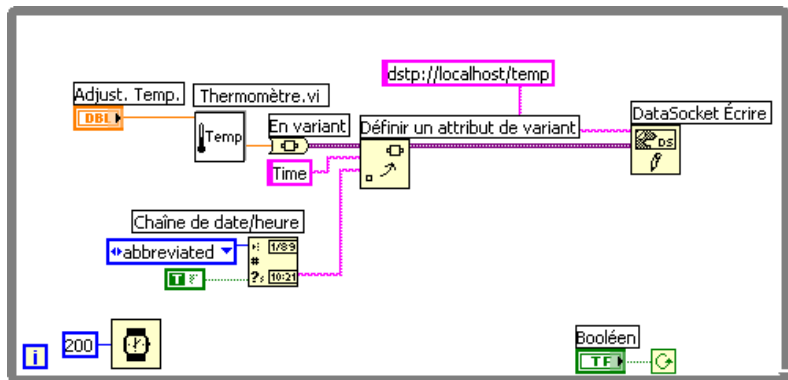 dstp://localhost/temp
Adjust. Temp.
Thermomètre.vi
DBL
Temp
En variant
Définir un attribut de variant
DataSocket Écrire
DS
Time
Chaîne de date/heure
abbreviated
1/89
#
T F
?s 10:21
200
i
Booléen
TF